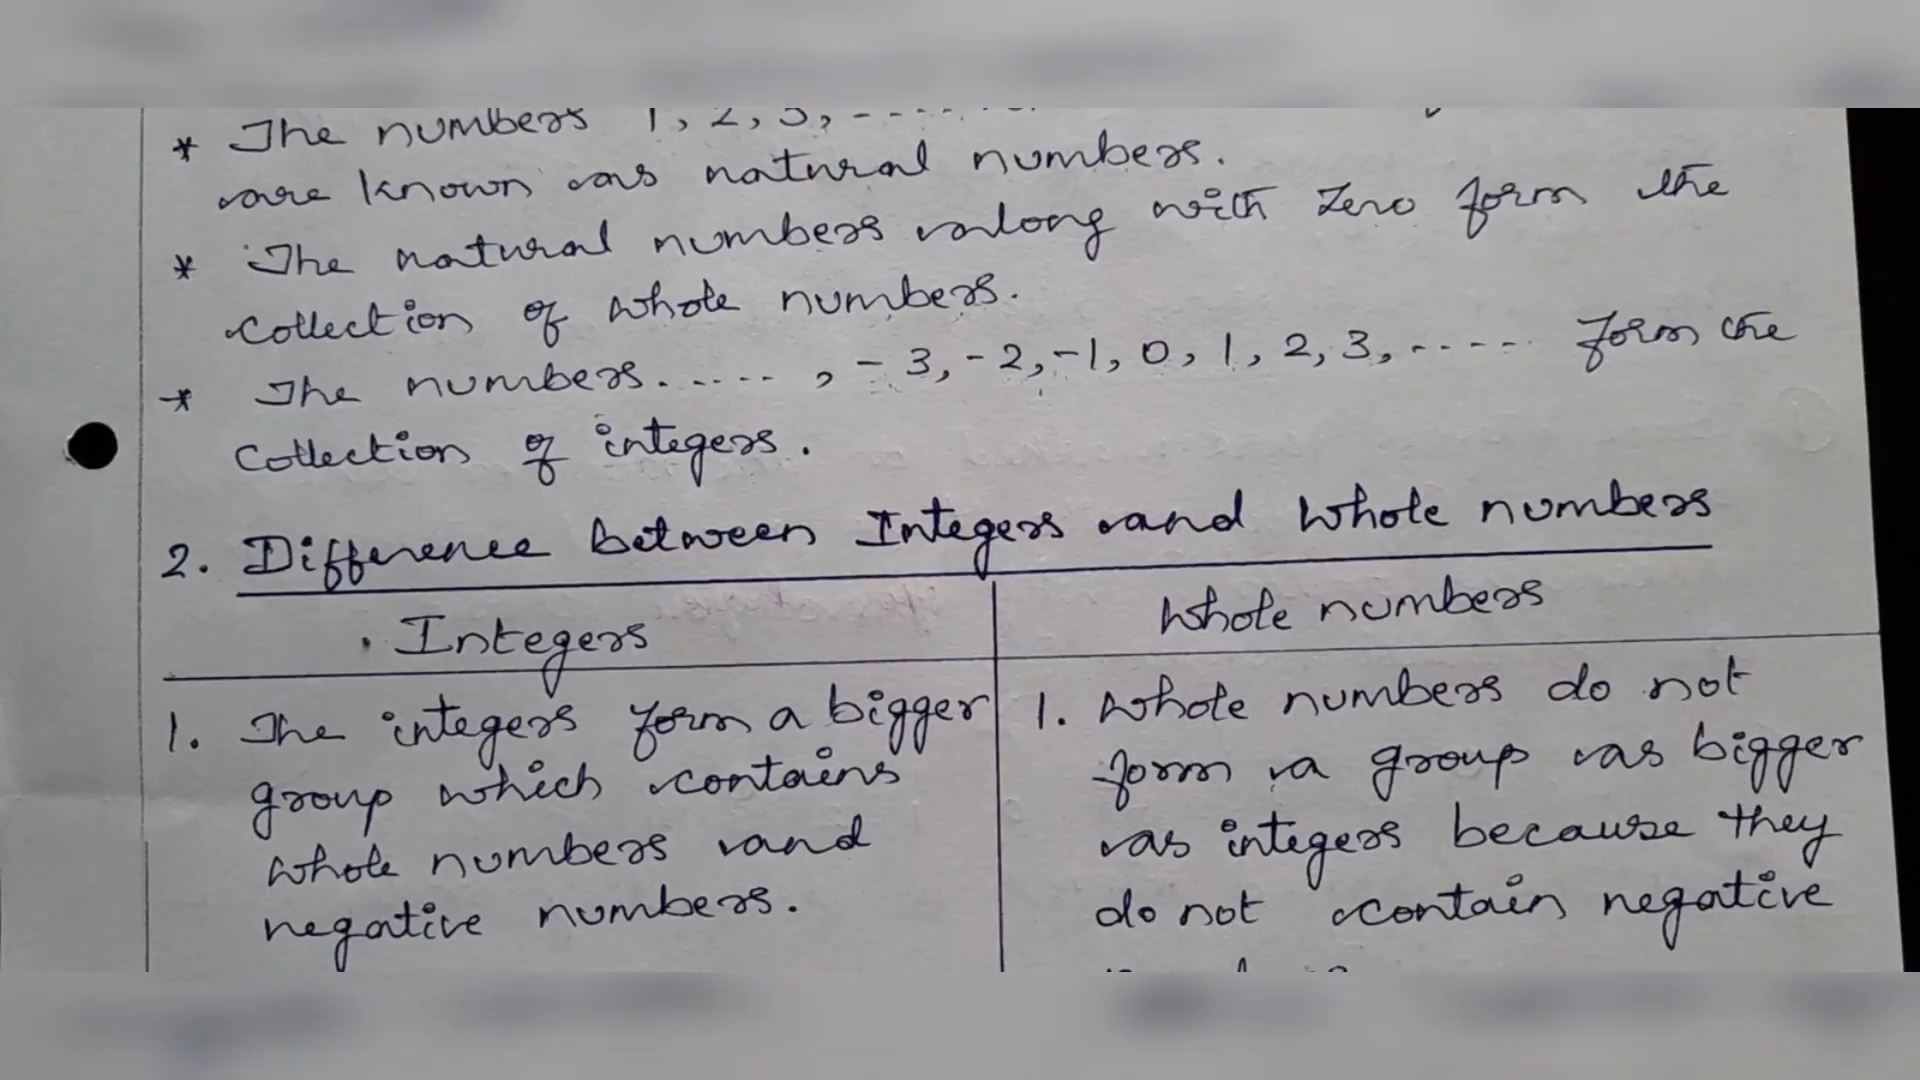 * The numbers 1, 2, 3, - - - -
are known as natural numbers.
* The natural numbers along with zero form the
collection of whole numbers.
* The numbers. ..... , -3, -2, -1, 0, 1, 2, 3, ..... form the
collection of integers.
2. Difference between Integers and whole numbers
Integers
whole numbers
1. The integers form a bigger
group which contains
whole numbers and
negative numbers.
1. whole numbers do not
form a group as bigger
as integers because they
do not contain negative